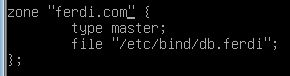 zone "ferdi.com" {
        type master;
        file "/etc/bind/db.ferdi";
};